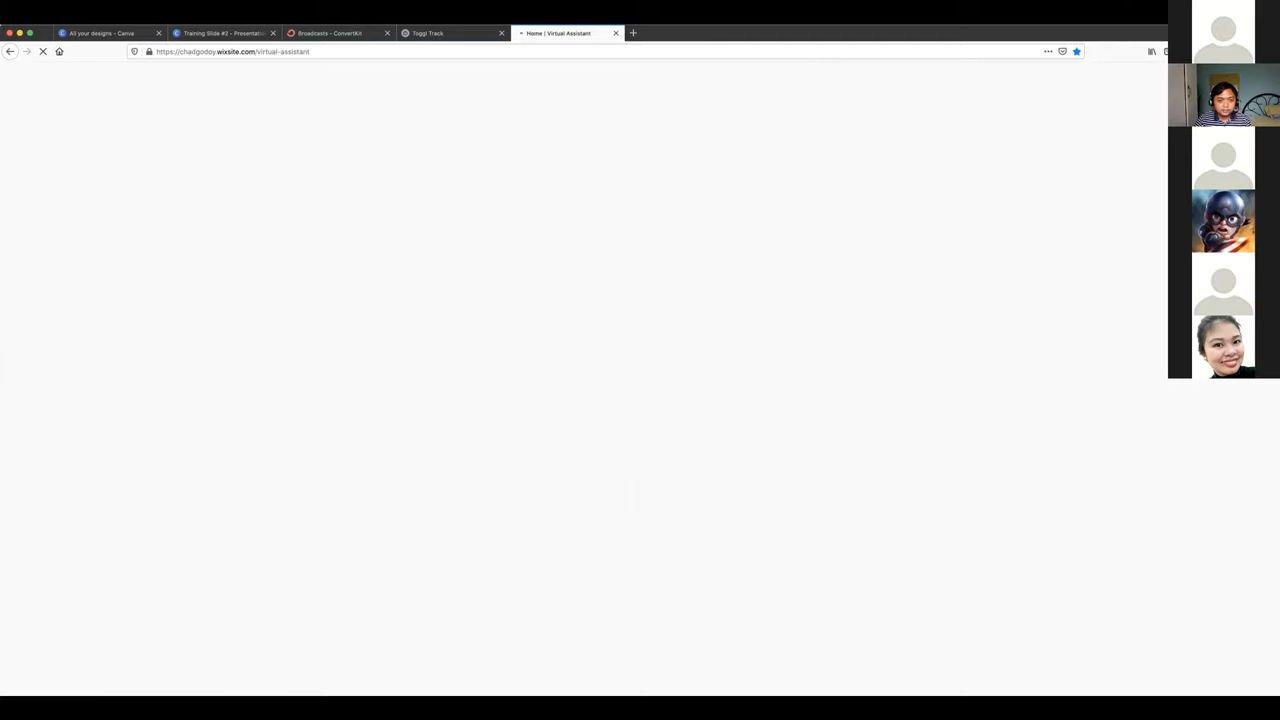 All your designs - Canva
Training Slide #2 - Presentati
Broadcasts - ConvertKit
Toggl Track
Home | Virtual Assistant
https://chadgodoy.wixsite.com/virtual-assistant